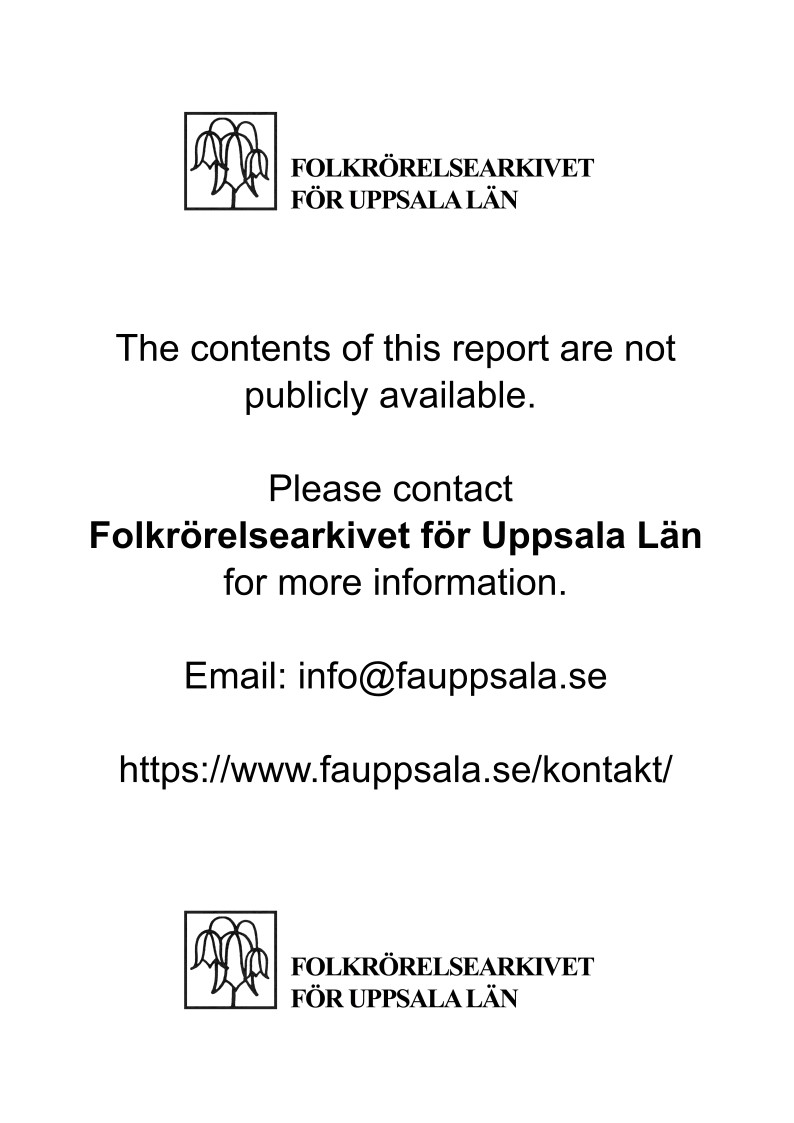 FOLKRÖRELSEARKIVET
FÖR UPPSALA LÄN
The contents of this report are not
publicly available.
Please contact
Folkrörelsearkivet för Uppsala Län
for more information.
Email: info@fauppsala.se
https://www.fauppsala.se/kontakt/
FOLKRÖRELSEARKIVET
FÖR UPPSALA LÄN